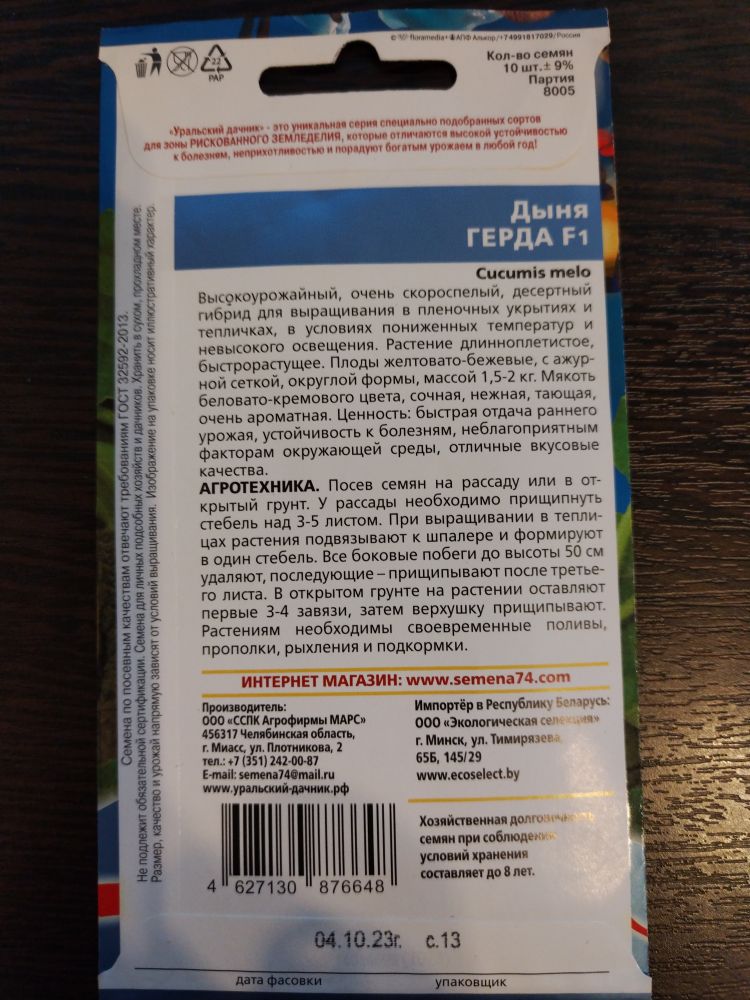 © floramedia • АПФ Алькор/+74991817029/Россия
22
PAP
Кол-во семян
10 шт.± 9%
Партия
8005
«Уральский дачник» - это уникальная серия специально подобранных сортов
для зоны РИСКОВАННОГО ЗЕМЛЕДЕЛИЯ, которые отличаются высокой устойчивостью
к болезням, неприхотливостью и порадуют богатым урожаем в любой год!
Дыня
ГЕРДА F1
Cucumis melo
Высокоурожайный, очень скороспелый, десертный
гибрид для выращивания в пленочных укрытиях и
тепличках, в условиях пониженных температур и
невысокого освещения. Растение длинноплетистое,
быстрорастущее. Плоды желтовато-бежевые, с ажур-
ной сеткой, округлой формы, массой 1,5-2 кг. Мякоть
беловато-кремового цвета, сочная, нежная, тающая,
очень ароматная. Ценность: быстрая отдача раннего
урожая, устойчивость к болезням, неблагоприятным
факторам окружающей среды, отличные вкусовые
качества.
АГРОТЕХНИКА. Посев семян на рассаду или в от-
крытый грунт. У рассады необходимо прищипнуть
стебель над 3-5 листом. При выращивании в тепли-
цах растения подвязывают к шпалере и формируют
в один стебель. Все боковые побеги до высоты 50 см
удаляют, последующие – прищипывают после третье-
го листа. В открытом грунте на растении оставляют
первые 3-4 завязи, затем верхушку прищипывают.
Растениям необходимы своевременные поливы,
прополки, рыхления и подкормки.
ИНТЕРНЕТ МАГАЗИН: www.semena74.com
Производитель:
ООО «ССПК Агрофирмы МАРС»
456317 Челябинская область,
г. Миасс, ул. Плотникова, 2
тел.: +7 (351) 242-00-87
E-mail: semena74@mail.ru
www.уральский-дачник.рф
Импортёр в Республику Беларусь:
ООО «Экологическая селекция»
г. Минск, ул. Тимирязева,
65Б, 145/29
www.ecoselect.by
Хозяйственная долговечность
семян при соблюдении
условий хранения
составляет до 8 лет.
4 627130 876648
04.10.23г. с.13
дата фасовки упаковщик
Семена по посевным качествам отвечают требованиям ГОСТ 32592-2013.
Не подлежит обязательной сертификации. Семена для личных подсобных хозяйств и дачников. Хранить в сухом, прохладном месте.
Размер, качество и урожай напрямую зависят от условий выращивания. Изображение на упаковке носит иллюстративный характер.